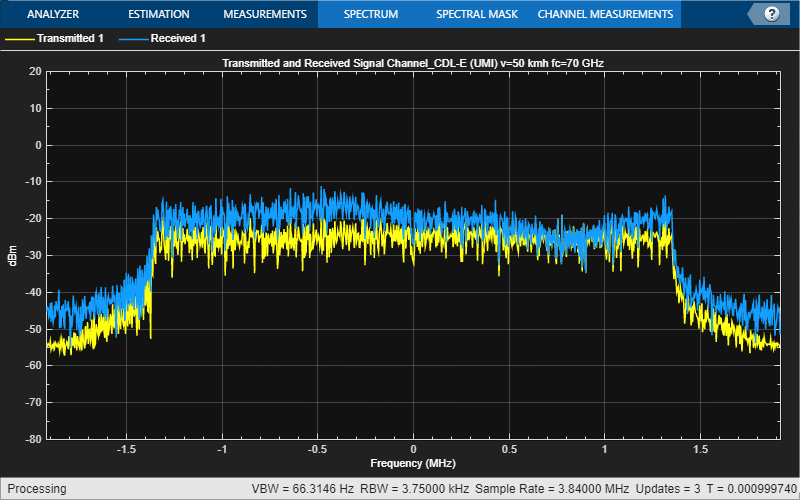 ANALYZER ESTIMATION MEASUREMENTS SPECTRUM SPECTRAL MASK CHANNEL MEASUREMENTS ?
Transmitted 1 Received 1
Transmitted and Received Signal Channel_CDL-E (UMI) v=50 kmh fc=70 GHz
20
10
0
-10
-20
-30
-40
-50
-60
-70
-80
dBm
-1.5 -1 -0.5 0 0.5 1 1.5
Frequency (MHz)
Processing VBW = 66.3146 Hz RBW = 3.75000 kHz Sample Rate = 3.84000 MHz Updates = 3 T = 0.000999740